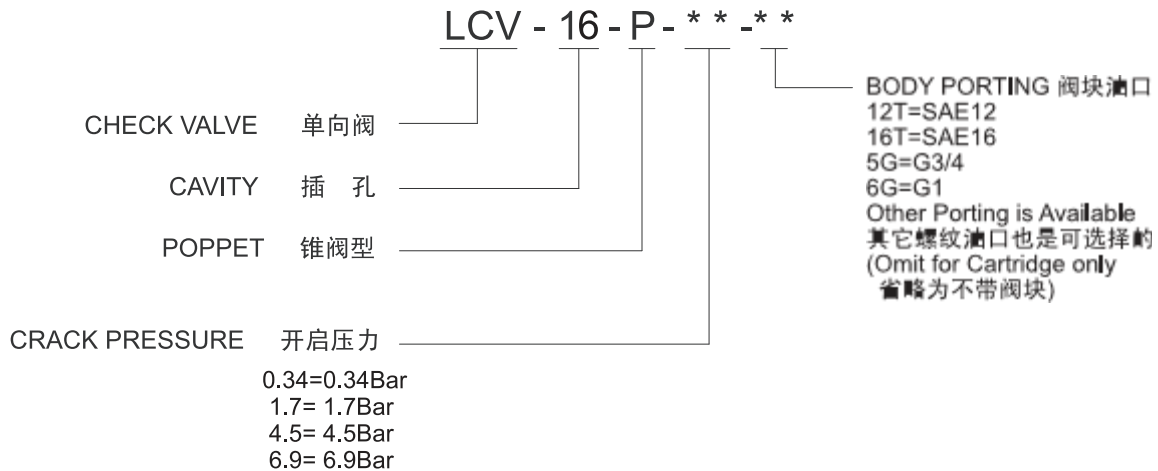 LCV - 16 - P - * * - * *
CHECK VALVE 单向阀
CAVITY 插 孔
POPPET 锥阀型
CRACK PRESSURE 开启压力
0.34=0.34Bar
1.7= 1.7Bar
4.5= 4.5Bar
6.9= 6.9Bar
BODY PORTING 阀块油口
12T=SAE12
16T=SAE16
5G=G3/4
6G=G1
Other Porting is Available
其它螺纹油口也是可选择的
(Omit for Cartridge only
省略为不带阀块)